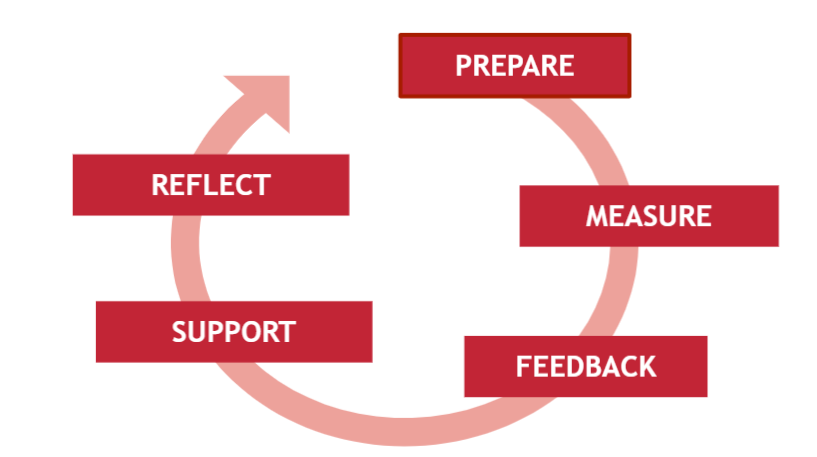 PREPARE
MEASURE
FEEDBACK
SUPPORT
REFLECT